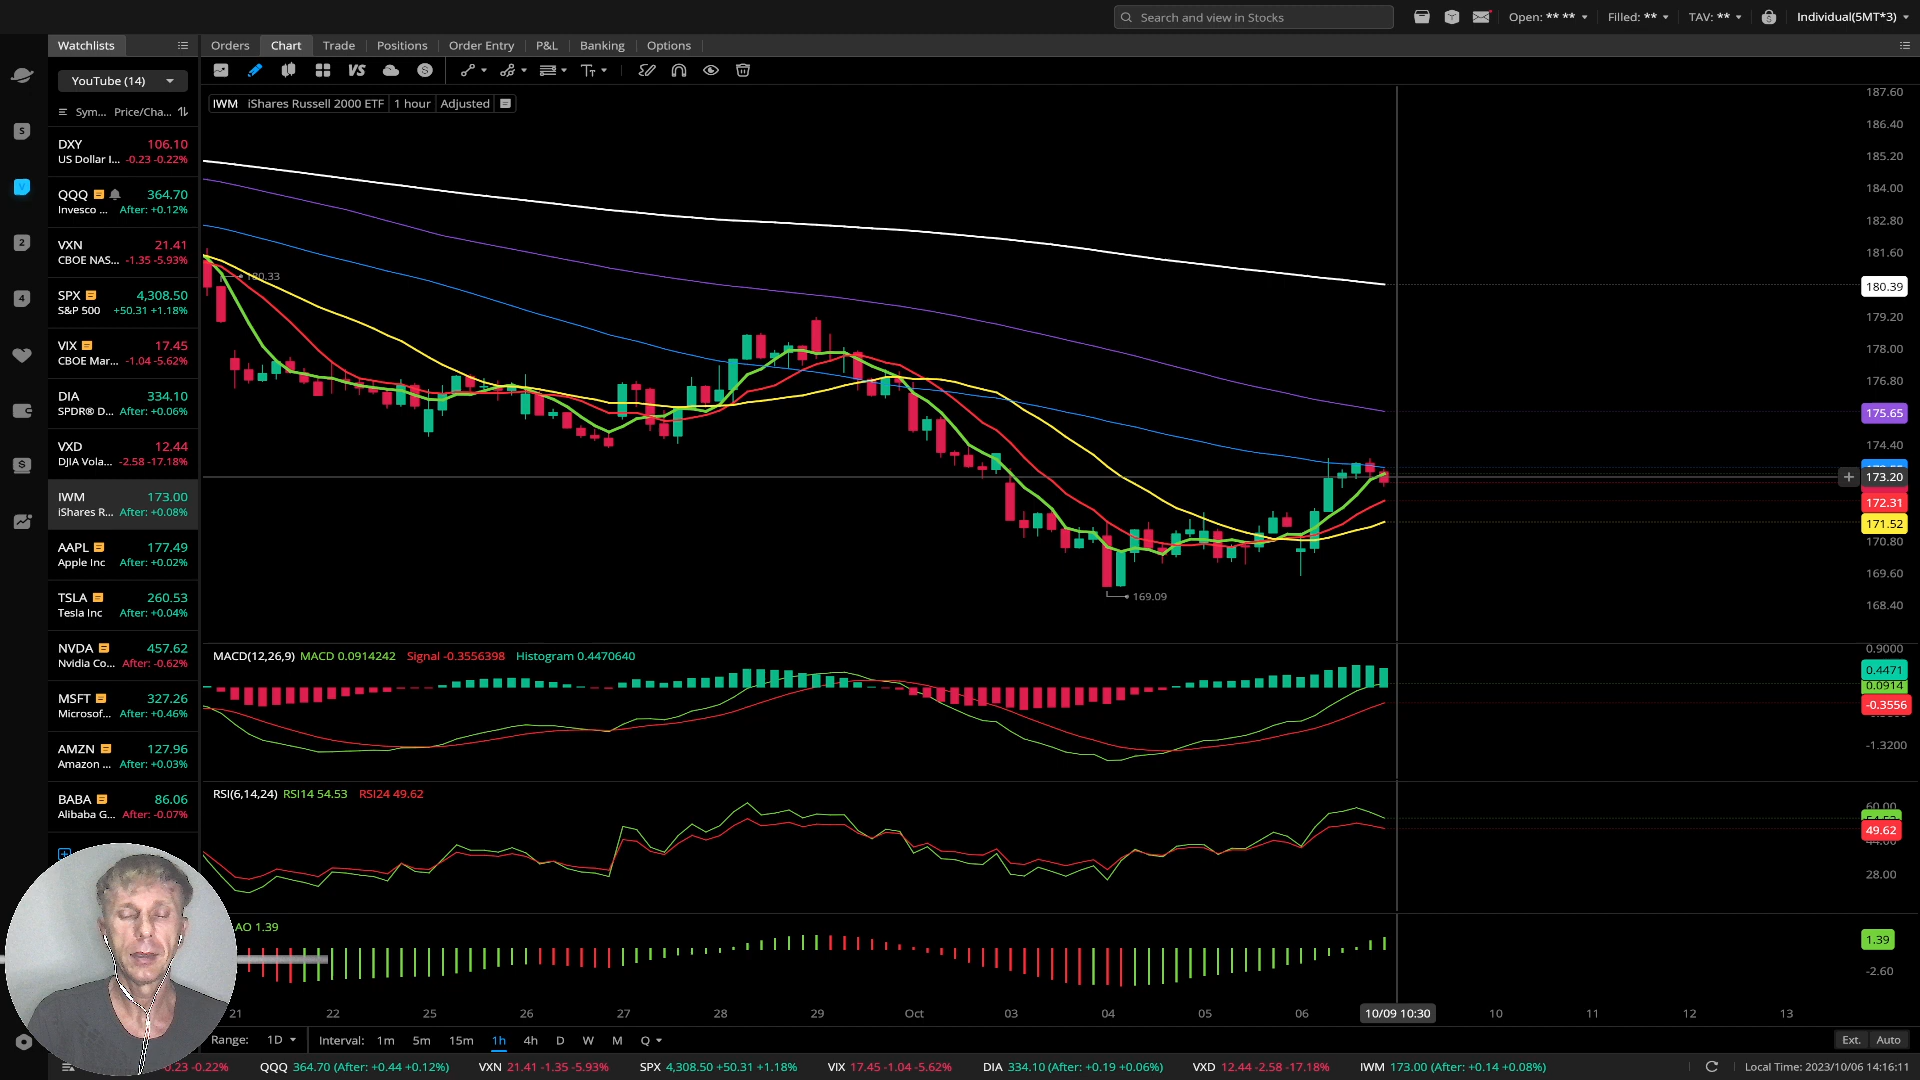 Search and view in Stocks
Open: ** **
Filled: **
TAV: **
Individual(5MT*3)
Watchlists
Orders Chart Trade Positions Order Entry P&L Banking Options
YouTube (14)
VS
Sym... Price/Cha...
IWM iShares Russell 2000 ETF 1 hour Adjusted
DXY 106.10
US Dollar I... -0.23 -0.22%
QQQ 364.70
Invesco ... After: +0.12%
VXN 21.41
CBOE NAS... -1.35 -5.93%
SPX 4,308.50
S&P 500 +50.31 +1.18%
VIX 17.45
CBOE Mar... -1.04 -5.62%
DIA 334.10
SPDR® D... After: +0.06%
VXD 12.44
DJIA Vola... -2.58 -17.18%
IWM 173.00
iShares R... After: +0.08%
AAPL 177.49
Apple Inc After: +0.02%
TSLA 260.53
Tesla Inc After: +0.04%
NVDA 457.62
Nvidia Co... After: -0.62%
MSFT 327.26
Microsof... After: +0.46%
AMZN 127.96
Amazon ... After: +0.03%
BABA 86.06
Alibaba G... After: -0.07%
180.33
169.09
187.60
186.40
185.20
184.00
182.80
181.60
180.39
179.20
178.00
176.80
175.65
174.40
173.20
172.31
171.52
170.80
169.60
168.40
MACD(12,26,9) MACD 0.0914242 Signal -0.3556398 Histogram 0.4470640
0.9000
0.4471
0.0914
-0.3556
-1.3200
RSI(6,14,24) RSI14 54.53 RSI24 49.62
60.00
49.62
44.00
28.00
AO 1.39
1.39
-2.60
21 22 25 26 27 28 29 Oct 03 04 05 06 10/09 10:30 10 11 12 13
Range: 1D Interval: 1m 5m 15m 1h 4h D W M Q
Ext. Auto
0.23 -0.22% QQQ 364.70 (After: +0.44 +0.12%) VXN 21.41 -1.35 -5.93% SPX 4,308.50 +50.31 +1.18% VIX 17.45 -1.04 -5.62% DIA 334.10 (After: +0.19 +0.06%) VXD 12.44 -2.58 -17.18% IWM 173.00 (After: +0.14 +0.08%)
Local Time: 2023/10/06 14:16:11